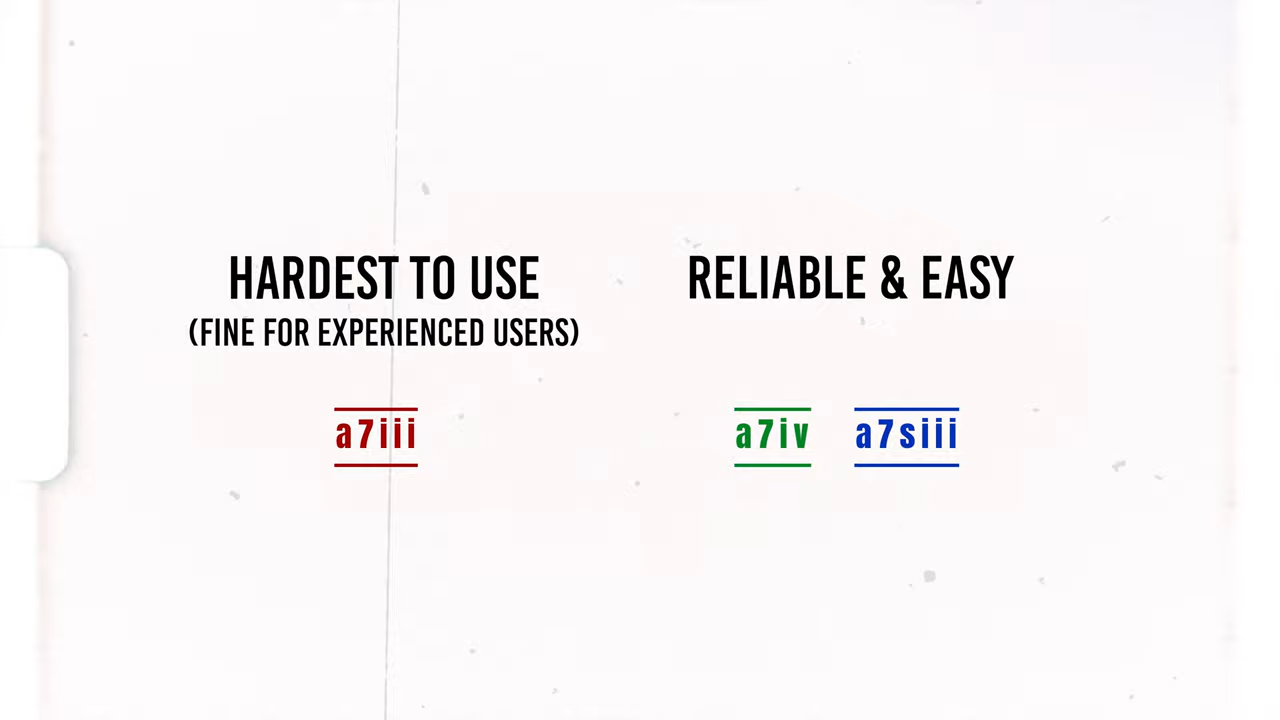 HARDEST TO USE
(FINE FOR EXPERIENCED USERS)
a7iii
RELIABLE & EASY
a7iv
a7siii